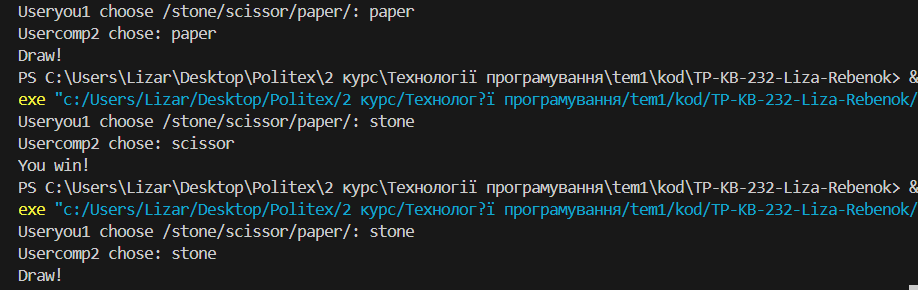 Useryou1 choose /stone/scissor/paper/: paper
Usercomp2 chose: paper
Draw!
PS C:\Users\Lizar\Desktop\Politex\2 курс\Технології програмування\tem1\kod\TP-KB-232-Liza-Rebenok> &
exe "c:/Users/Lizar/Desktop/Politex/2 курс/Технолог?ї програмування/tem1/kod/TP-KB-232-Liza-Rebenok/
Useryou1 choose /stone/scissor/paper/: stone
Usercomp2 chose: scissor
You win!
PS C:\Users\Lizar\Desktop\Politex\2 курс\Технології програмування\tem1\kod\TP-KB-232-Liza-Rebenok> &
exe "c:/Users/Lizar/Desktop/Politex/2 курс/Технолог?ї програмування/tem1/kod/TP-KB-232-Liza-Rebenok/
Useryou1 choose /stone/scissor/paper/: stone
Usercomp2 chose: stone
Draw!